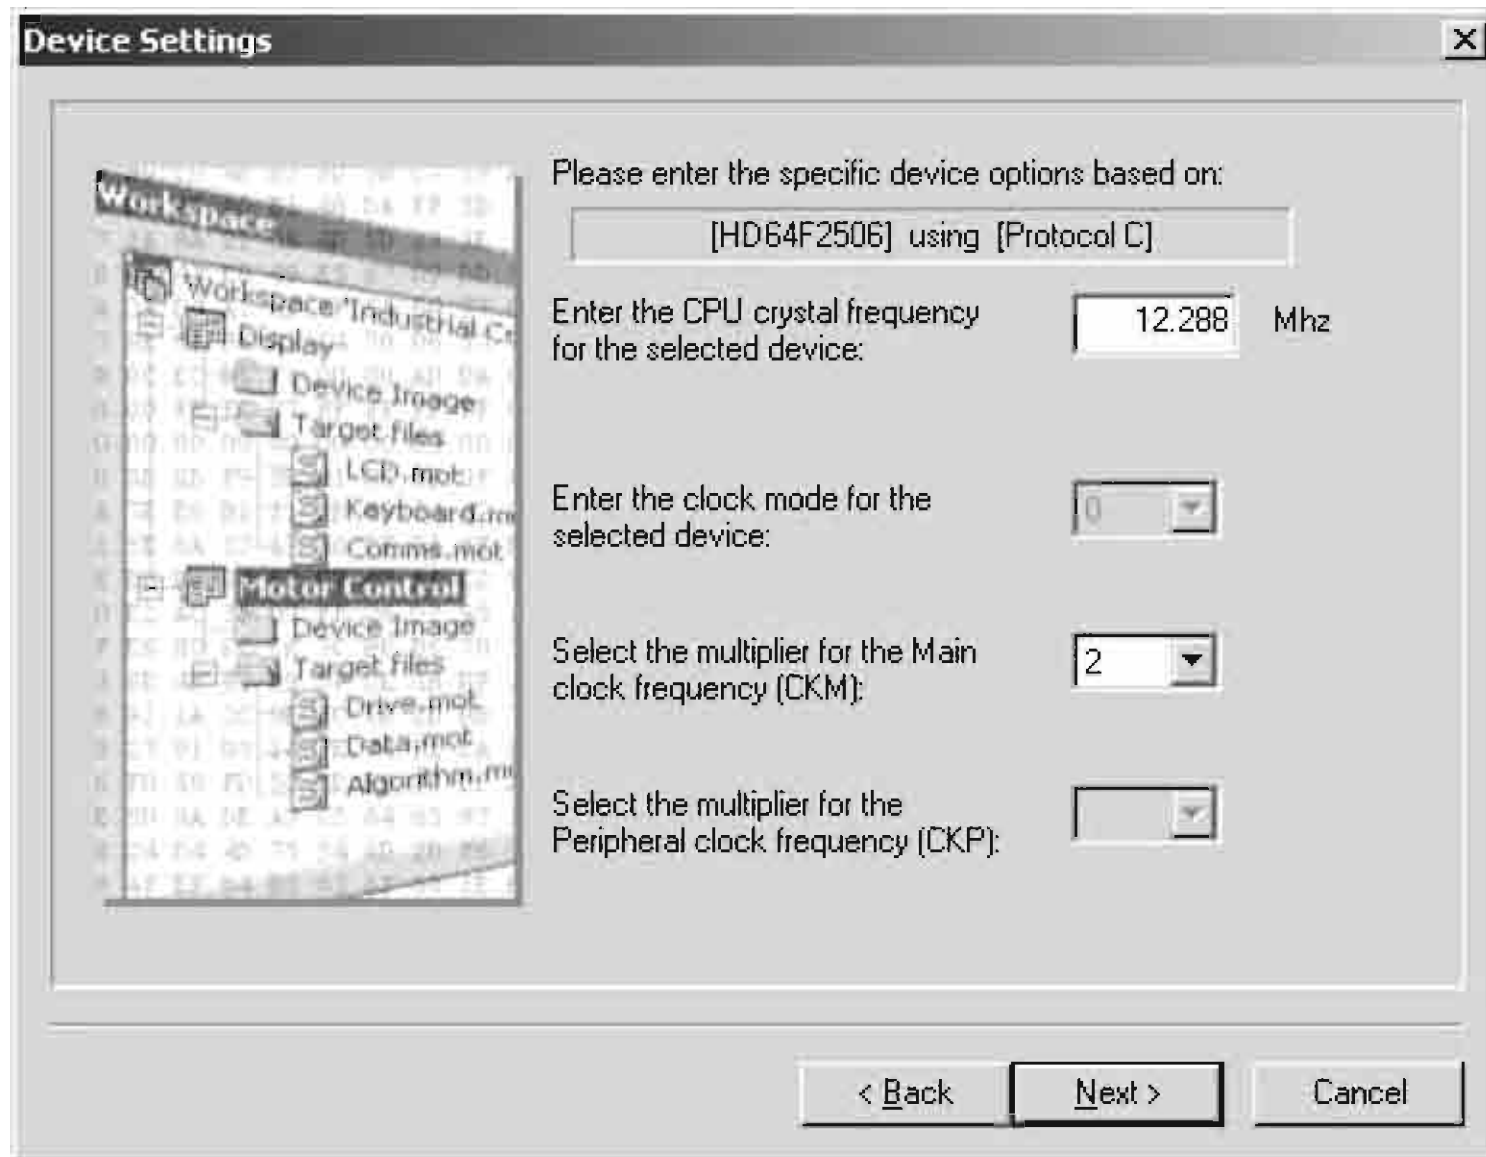 Device Settings
Please enter the specific device options based on:
[HD64F2506] using [Protocol C]
Enter the CPU crystal frequency
for the selected device:
12.288 Mhz
Enter the clock mode for the
selected device:
0
Select the multiplier for the Main
clock frequency (CKM):
2
Select the multiplier for the
Peripheral clock frequency (CKP):
Workspace
Workspace 'Industrial Co
Display
Device Image
Target files
LCD.mot
Keyboard.mo
Comms.mot
Motor Control
Device Image
Target files
Drive.mot
Data.mot
Algorithm.mo
< Back
Next >
Cancel